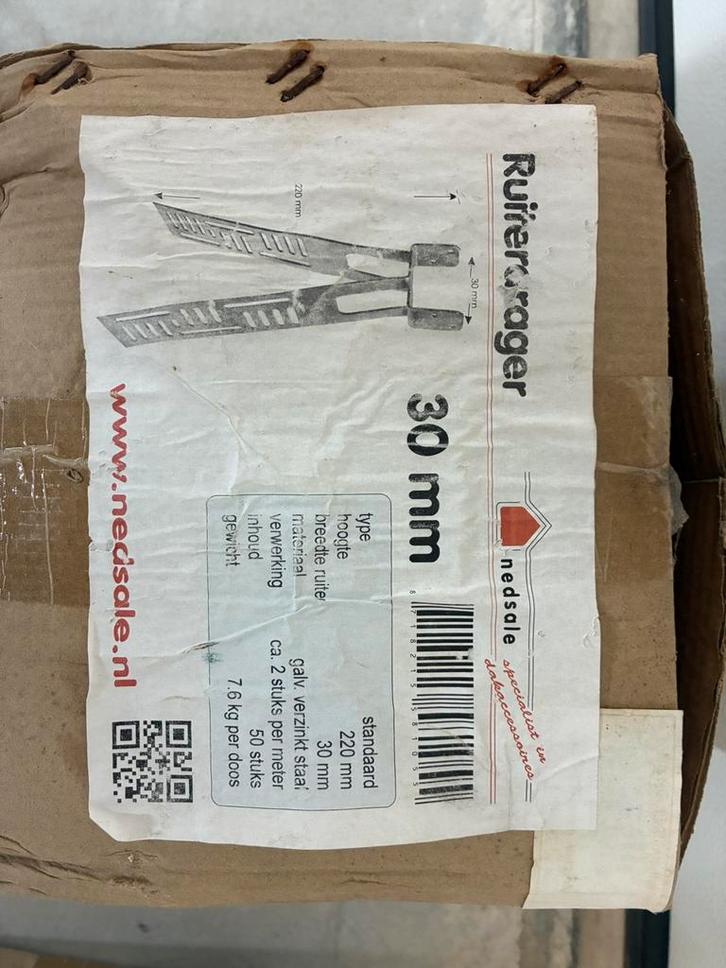 Ruiterdrager
nedsale
specialist in
dakaccessoires
30 mm
220 mm
30 mm
type standaard
hoogte 220 mm
breedte ruiter 30 mm
materiaal galv. verzinkt staal
verwerking ca. 2 stuks per meter
inhoud 50 stuks
gewicht 7.6 kg per doos
www.nedsale.nl